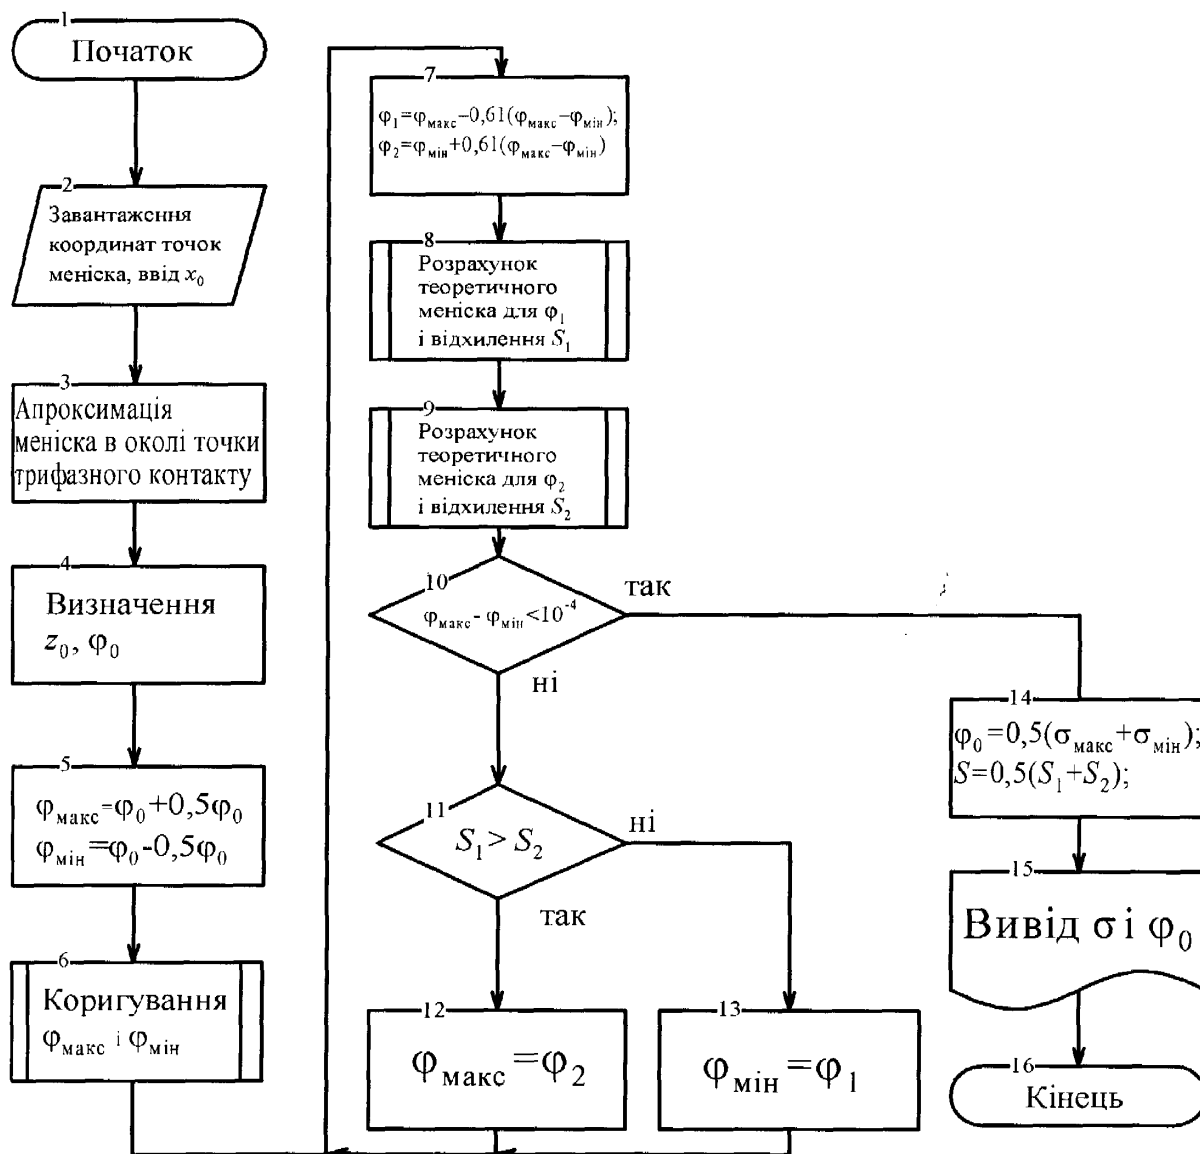 1
Початок
2
Завантаження
координат точок
меніска, ввід x₀
3
Апроксимація
меніска в околі точки
трифазного контакту
4
Визначення
z₀, φ₀
5
φмакс=φ₀+0,5φ₀
φмін=φ₀-0,5φ₀
6
Коригування
φмакс і φмін
7
φ₁=φмакс–0,61(φмакс–φмін);
φ₂=φмін+0,61(φмакс–φмін)
8
Розрахунок
теоретичного
меніска для φ₁
і відхилення S₁
9
Розрахунок
теоретичного
меніска для φ₂
і відхилення S₂
10
φмакс- φмін<10⁻⁴
так
ні
11
S₁> S₂
ні
так
12
φмакс=φ₂
13
φмін=φ₁
14
φ₀=0,5(σмакс+σмін);
S=0,5(S₁+S₂);
15
Вивід σ і φ₀
16
Кінець